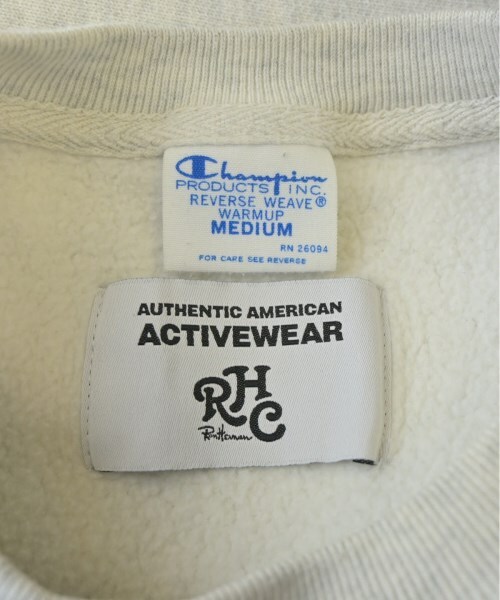 Champion
PRODUCTS INC.
REVERSE WEAVE®
WARMUP
MEDIUM
RN 26094
FOR CARE SEE REVERSE
AUTHENTIC AMERICAN
ACTIVEWEAR
RHC
Ron Herman